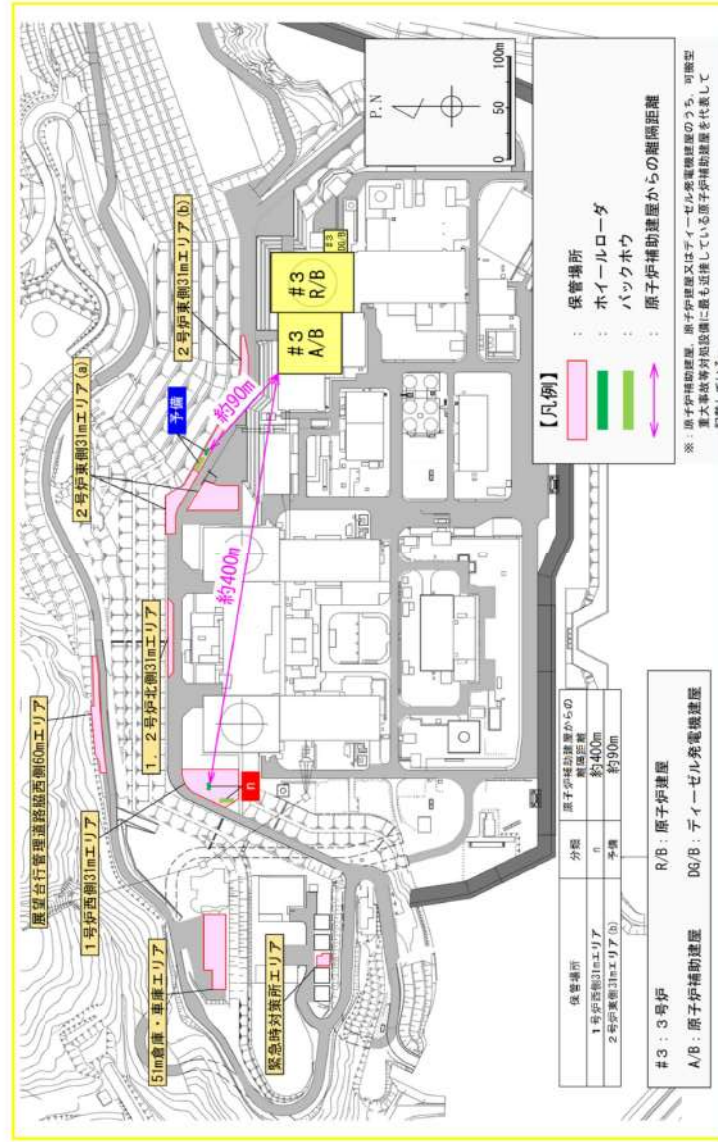 展望台行管理道路脇西側60mエリア
1号炉西側31mエリア
51m倉庫・車庫エリア
緊急時対策所エリア
1，2号炉北側31mエリア
2号炉東側31mエリア(a)
2号炉東側31mエリア(b)
予備
約90m
約400m
n
#3
A/B
#3
R/B
#3
DG/B
P.N
0 50 100m
【凡例】
： 保管場所
： ホイールローダ
： バックホウ
： 原子炉補助建屋からの離隔距離
※：原子炉補助建屋、原子炉建屋又はディーゼル発電機建屋のうち、可搬型
重大事故等対処設備に最も近接している原子炉補助建屋を代表して
保管場所 分類 原子炉補助建屋からの
離隔距離
1号炉西側31mエリア n 約400m
2号炉東側31mエリア(b) 予備 約90m
#3：3号炉 R/B：原子炉建屋
A/B：原子炉補助建屋 DG/B：ディーゼル発電機建屋